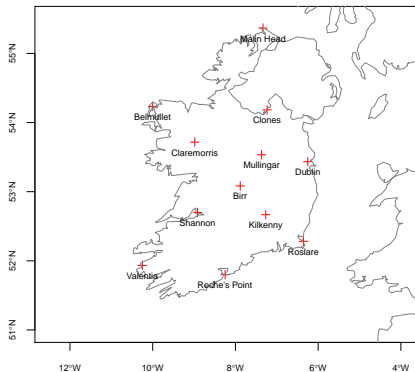 55°N
54°N
53°N
52°N
51°N
Malin Head
Belmullet
Clones
Claremorris
Mullingar
Dublin
Birr
Shannon
Kilkenny
Roslare
Valentia
Roche's Point
12°W
10°W
8°W
6°W
4°W